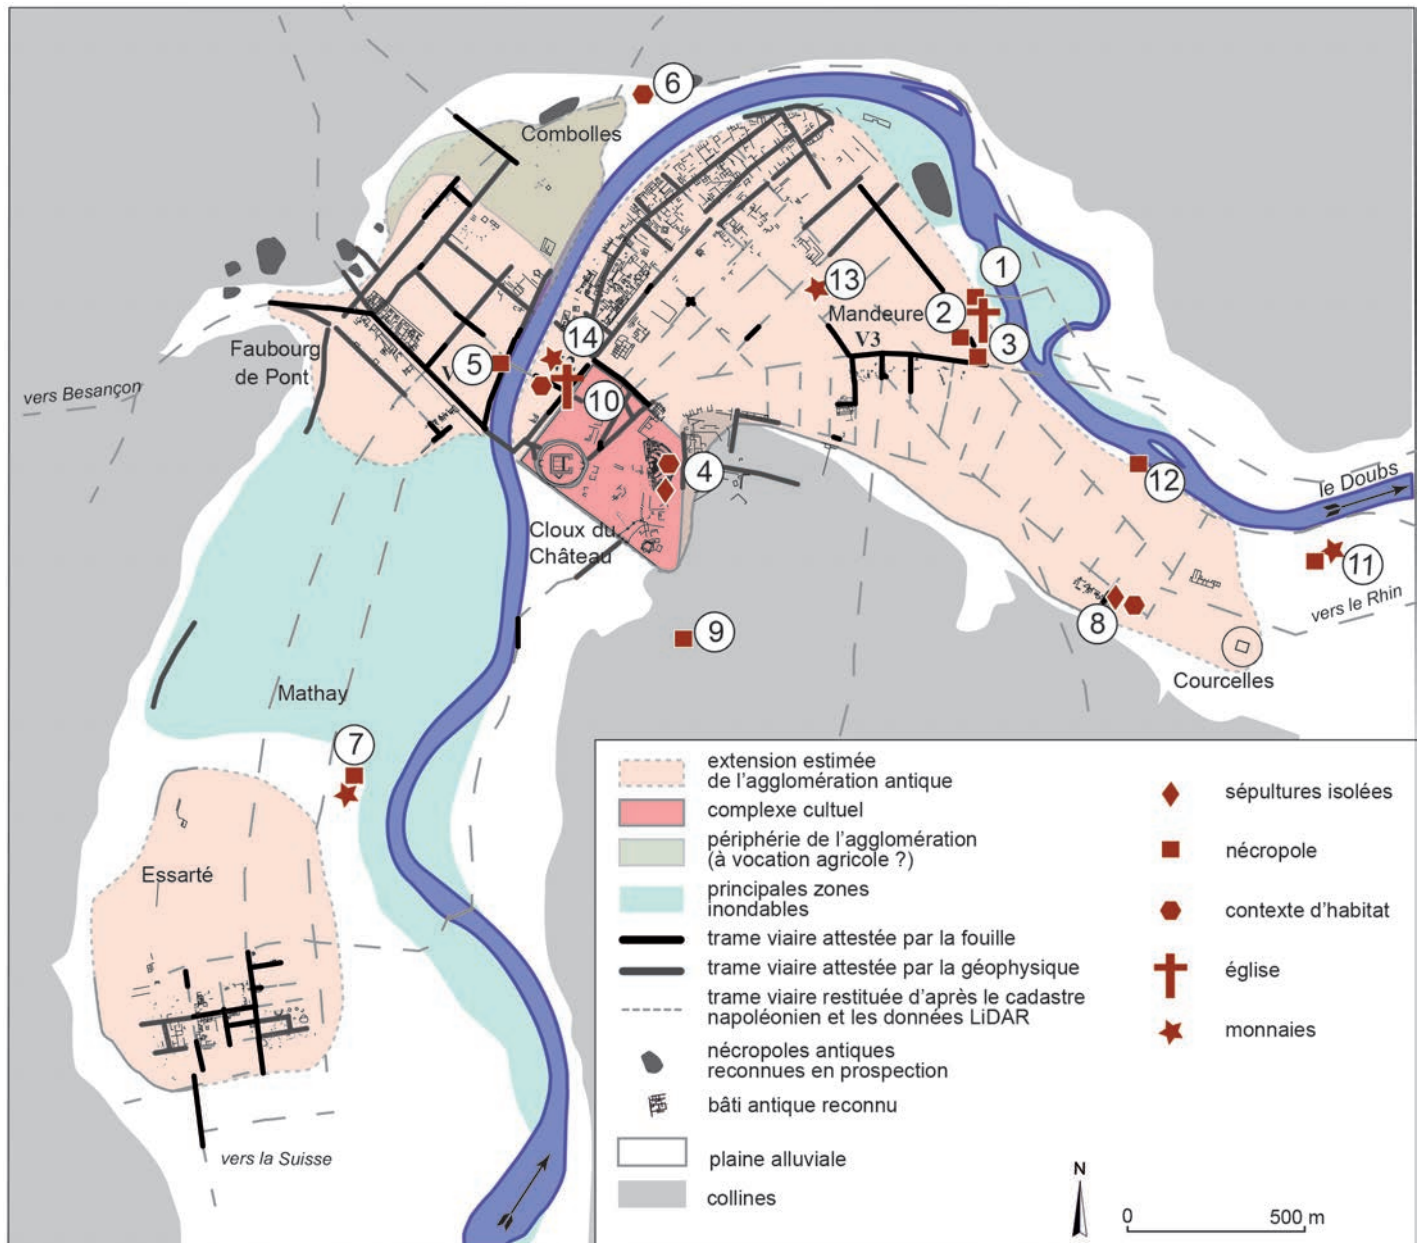 6
Combolles
1
13
2
Mandeure
V3
3
14
Faubourg
de Pont
5
V
vers Besançon
10
4
12
le Doubs
Cloux du
Château
11
vers le Rhin
8
9
Courcelles
Mathay
7
Essarté
vers la Suisse
extension estimée
de l'agglomération antique
complexe cultuel
périphérie de l'agglomération
(à vocation agricole ?)
principales zones
inondables
trame viaire attestée par la fouille
trame viaire attestée par la géophysique
trame viaire restituée d'après le cadastre
napoléonien et les données LiDAR
nécropoles antiques
reconnues en prospection
bâti antique reconnu
plaine alluviale
collines
sépultures isolées
nécropole
contexte d'habitat
église
monnaies
N
0 500 m